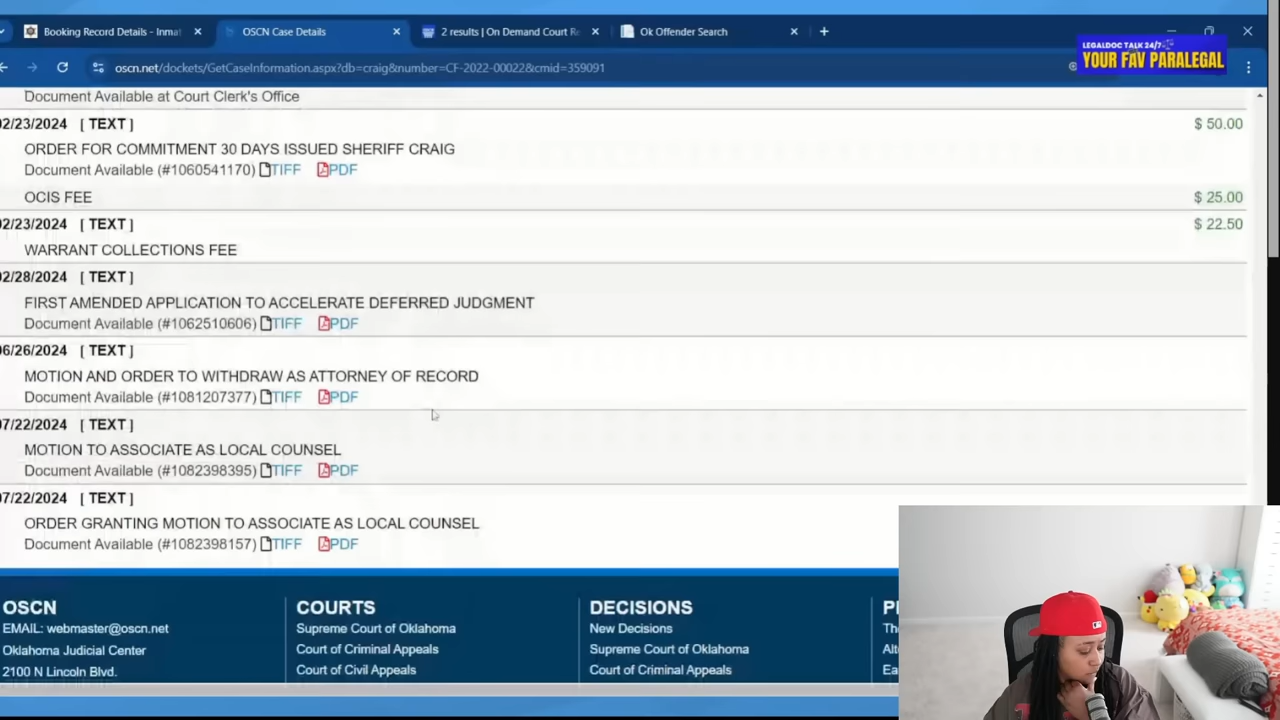 Booking Record Details - Inmat
OSCN Case Details
2 results | On Demand Court Re
Ok Offender Search
LEGALDOC TALK 24/7
YOUR FAV PARALEGAL
oscn.net/dockets/GetCaseInformation.aspx?db=craig&number=CF-2022-00022&cmid=359091
Document Available at Court Clerk's Office
02/23/2024 [ TEXT ] $ 50.00
ORDER FOR COMMITMENT 30 DAYS ISSUED SHERIFF CRAIG
Document Available (#1060541170) TIFF PDF
OCIS FEE $ 25.00
02/23/2024 [ TEXT ] $ 22.50
WARRANT COLLECTIONS FEE
02/28/2024 [ TEXT ]
FIRST AMENDED APPLICATION TO ACCELERATE DEFERRED JUDGMENT
Document Available (#1062510606) TIFF PDF
06/26/2024 [ TEXT ]
MOTION AND ORDER TO WITHDRAW AS ATTORNEY OF RECORD
Document Available (#1081207377) TIFF PDF
07/22/2024 [ TEXT ]
MOTION TO ASSOCIATE AS LOCAL COUNSEL
Document Available (#1082398395) TIFF PDF
07/22/2024 [ TEXT ]
ORDER GRANTING MOTION TO ASSOCIATE AS LOCAL COUNSEL
Document Available (#1082398157) TIFF PDF
OSCN
EMAIL: webmaster@oscn.net
Oklahoma Judicial Center
2100 N Lincoln Blvd.
COURTS
Supreme Court of Oklahoma
Court of Criminal Appeals
Court of Civil Appeals
DECISIONS
New Decisions
Supreme Court of Oklahoma
Court of Criminal Appeals